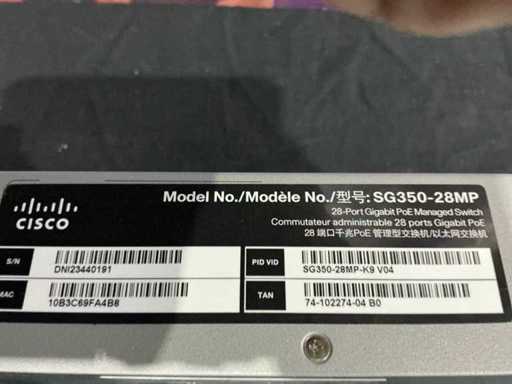 CISCO
Model No./Modèle No./型号: SG350-28MP
28-Port Gigabit PoE Managed Switch
Commutateur administrable 28 ports Gigabit PoE
28 端口千兆PoE 管理型交换机/以太网交换机
S/N
DNI23440191
PID VID
SG350-28MP-K9 V04
MAC
10B3C69FA4B8
TAN
74-102274-04 B0